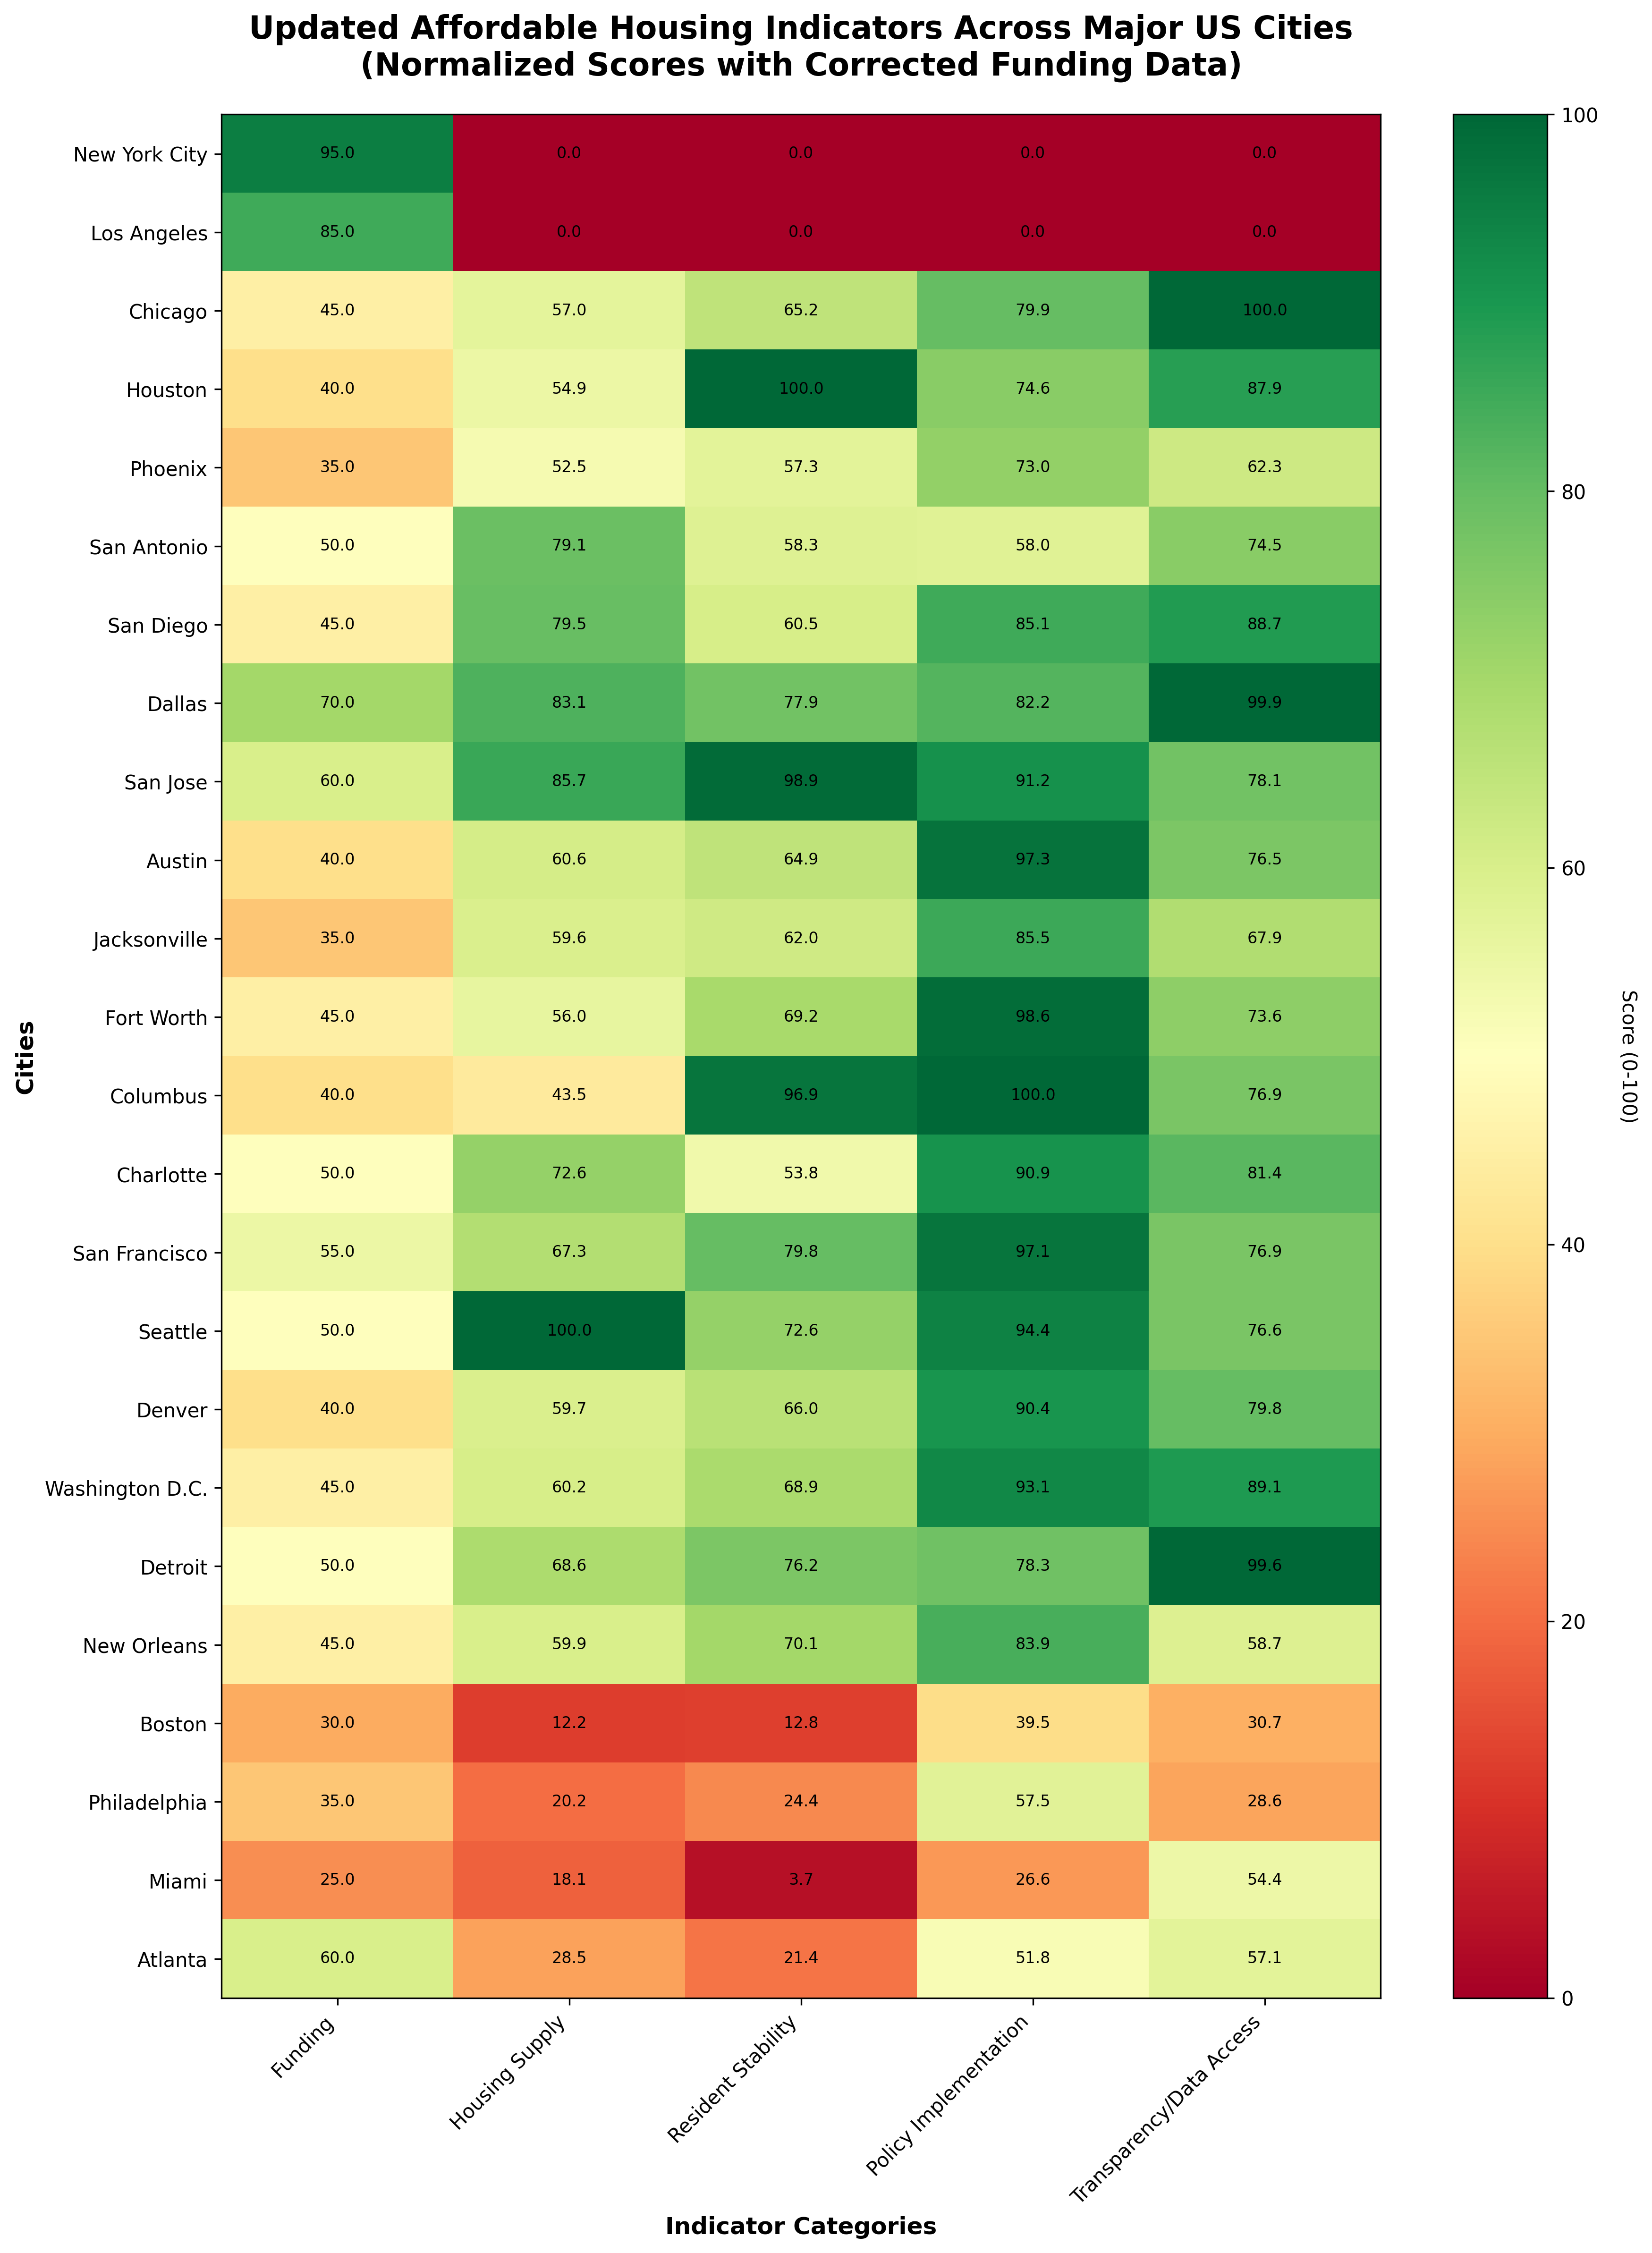 Updated Affordable Housing Indicators Across Major US Cities
(Normalized Scores with Corrected Funding Data)
New York City 95.0 0.0 0.0 0.0 0.0
Los Angeles 85.0 0.0 0.0 0.0 0.0
Chicago 45.0 57.0 65.2 79.9 100.0
Houston 40.0 54.9 100.0 74.6 87.9
Phoenix 35.0 52.5 57.3 73.0 62.3
San Antonio 50.0 79.1 58.3 58.0 74.5
San Diego 45.0 79.5 60.5 85.1 88.7
Dallas 70.0 83.1 77.9 82.2 99.9
San Jose 60.0 85.7 98.9 91.2 78.1
Austin 40.0 60.6 64.9 97.3 76.5
Jacksonville 35.0 59.6 62.0 85.5 67.9
Fort Worth 45.0 56.0 69.2 98.6 73.6
Columbus 40.0 43.5 96.9 100.0 76.9
Charlotte 50.0 72.6 53.8 90.9 81.4
San Francisco 55.0 67.3 79.8 97.1 76.9
Seattle 50.0 100.0 72.6 94.4 76.6
Denver 40.0 59.7 66.0 90.4 79.8
Washington D.C. 45.0 60.2 68.9 93.1 89.1
Detroit 50.0 68.6 76.2 78.3 99.6
New Orleans 45.0 59.9 70.1 83.9 58.7
Boston 30.0 12.2 12.8 39.5 30.7
Philadelphia 35.0 20.2 24.4 57.5 28.6
Miami 25.0 18.1 3.7 26.6 54.4
Atlanta 60.0 28.5 21.4 51.8 57.1
Cities
Funding
Housing Supply
Resident Stability
Policy Implementation
Transparency/Data Access
Indicator Categories
100
80
60
40
20
0
Score (0-100)